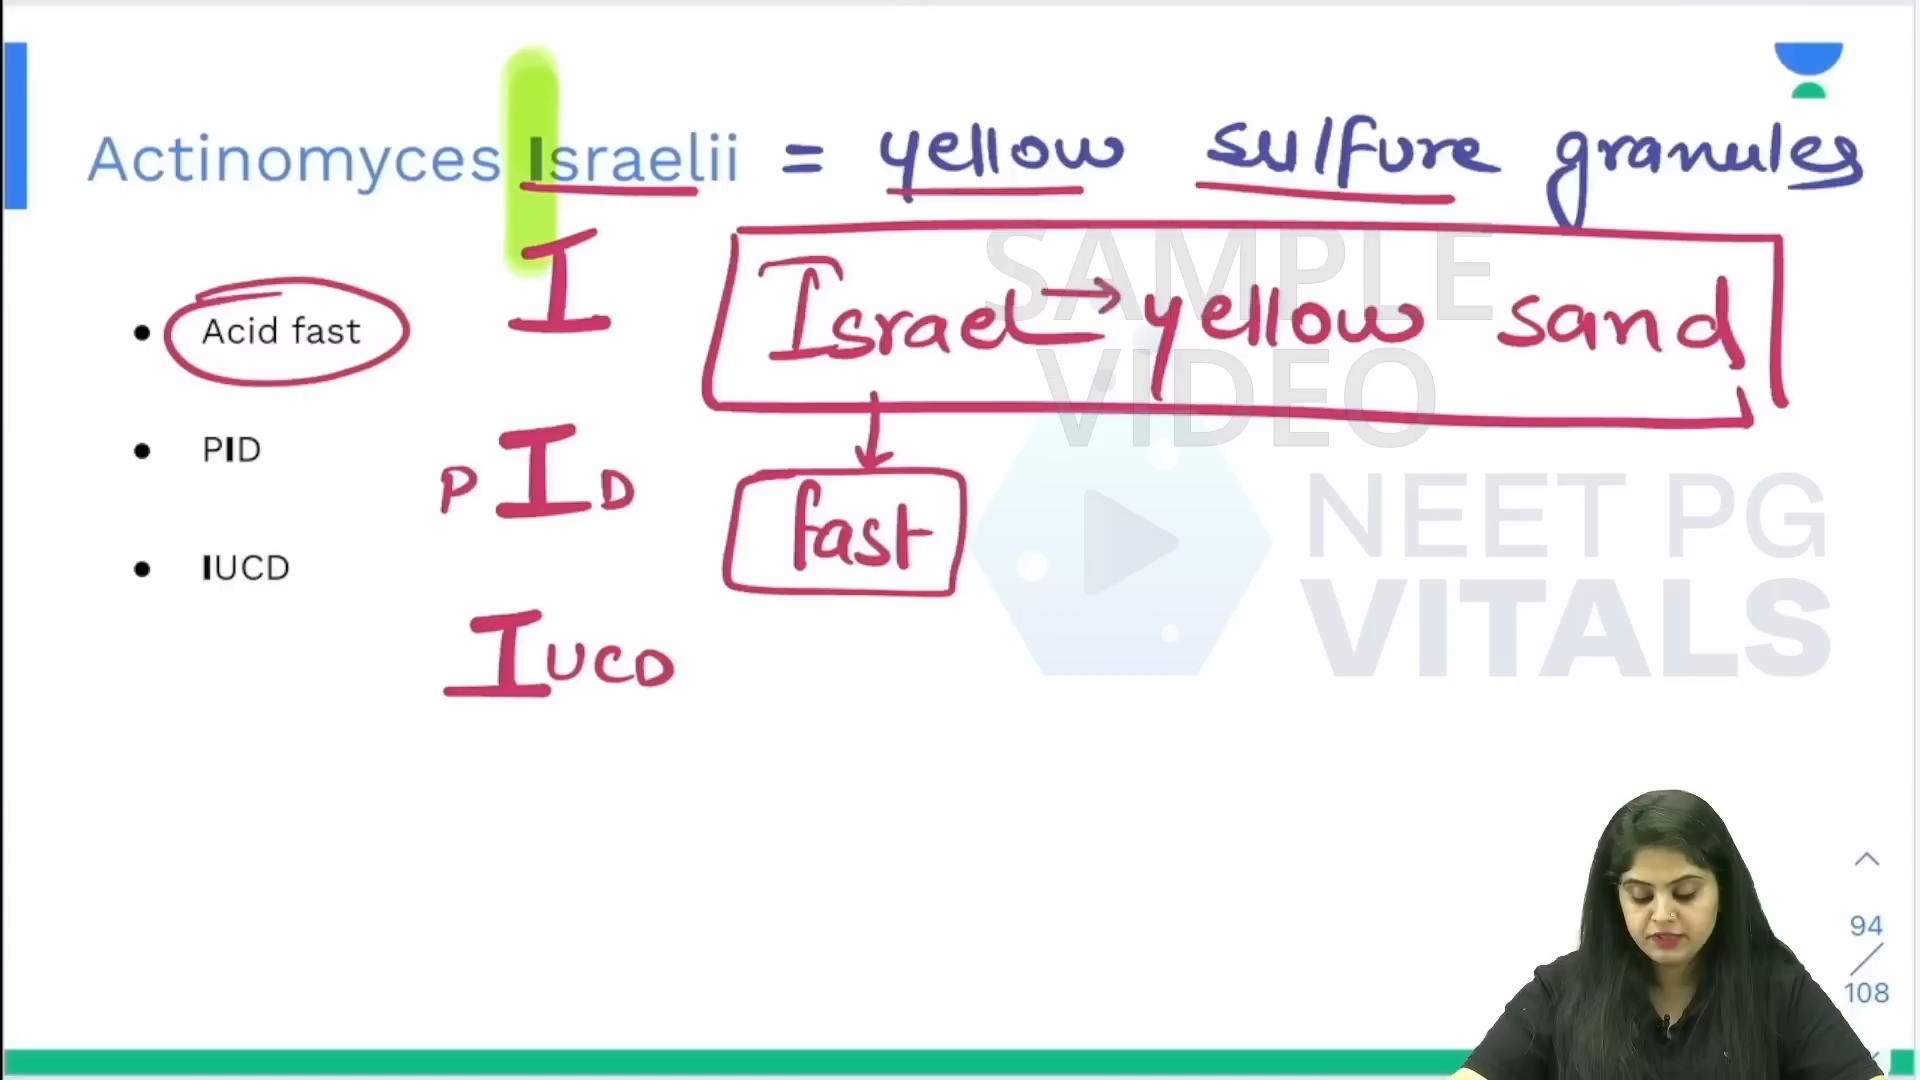 Actinomyces Israelii = yellow sulfure granules
I
Israel → yellow sand
SAMPLE
VIDEO
• Acid fast
fast
• PID
PID
NEET PG
VITALS
• IUCD
IUCD
94
108